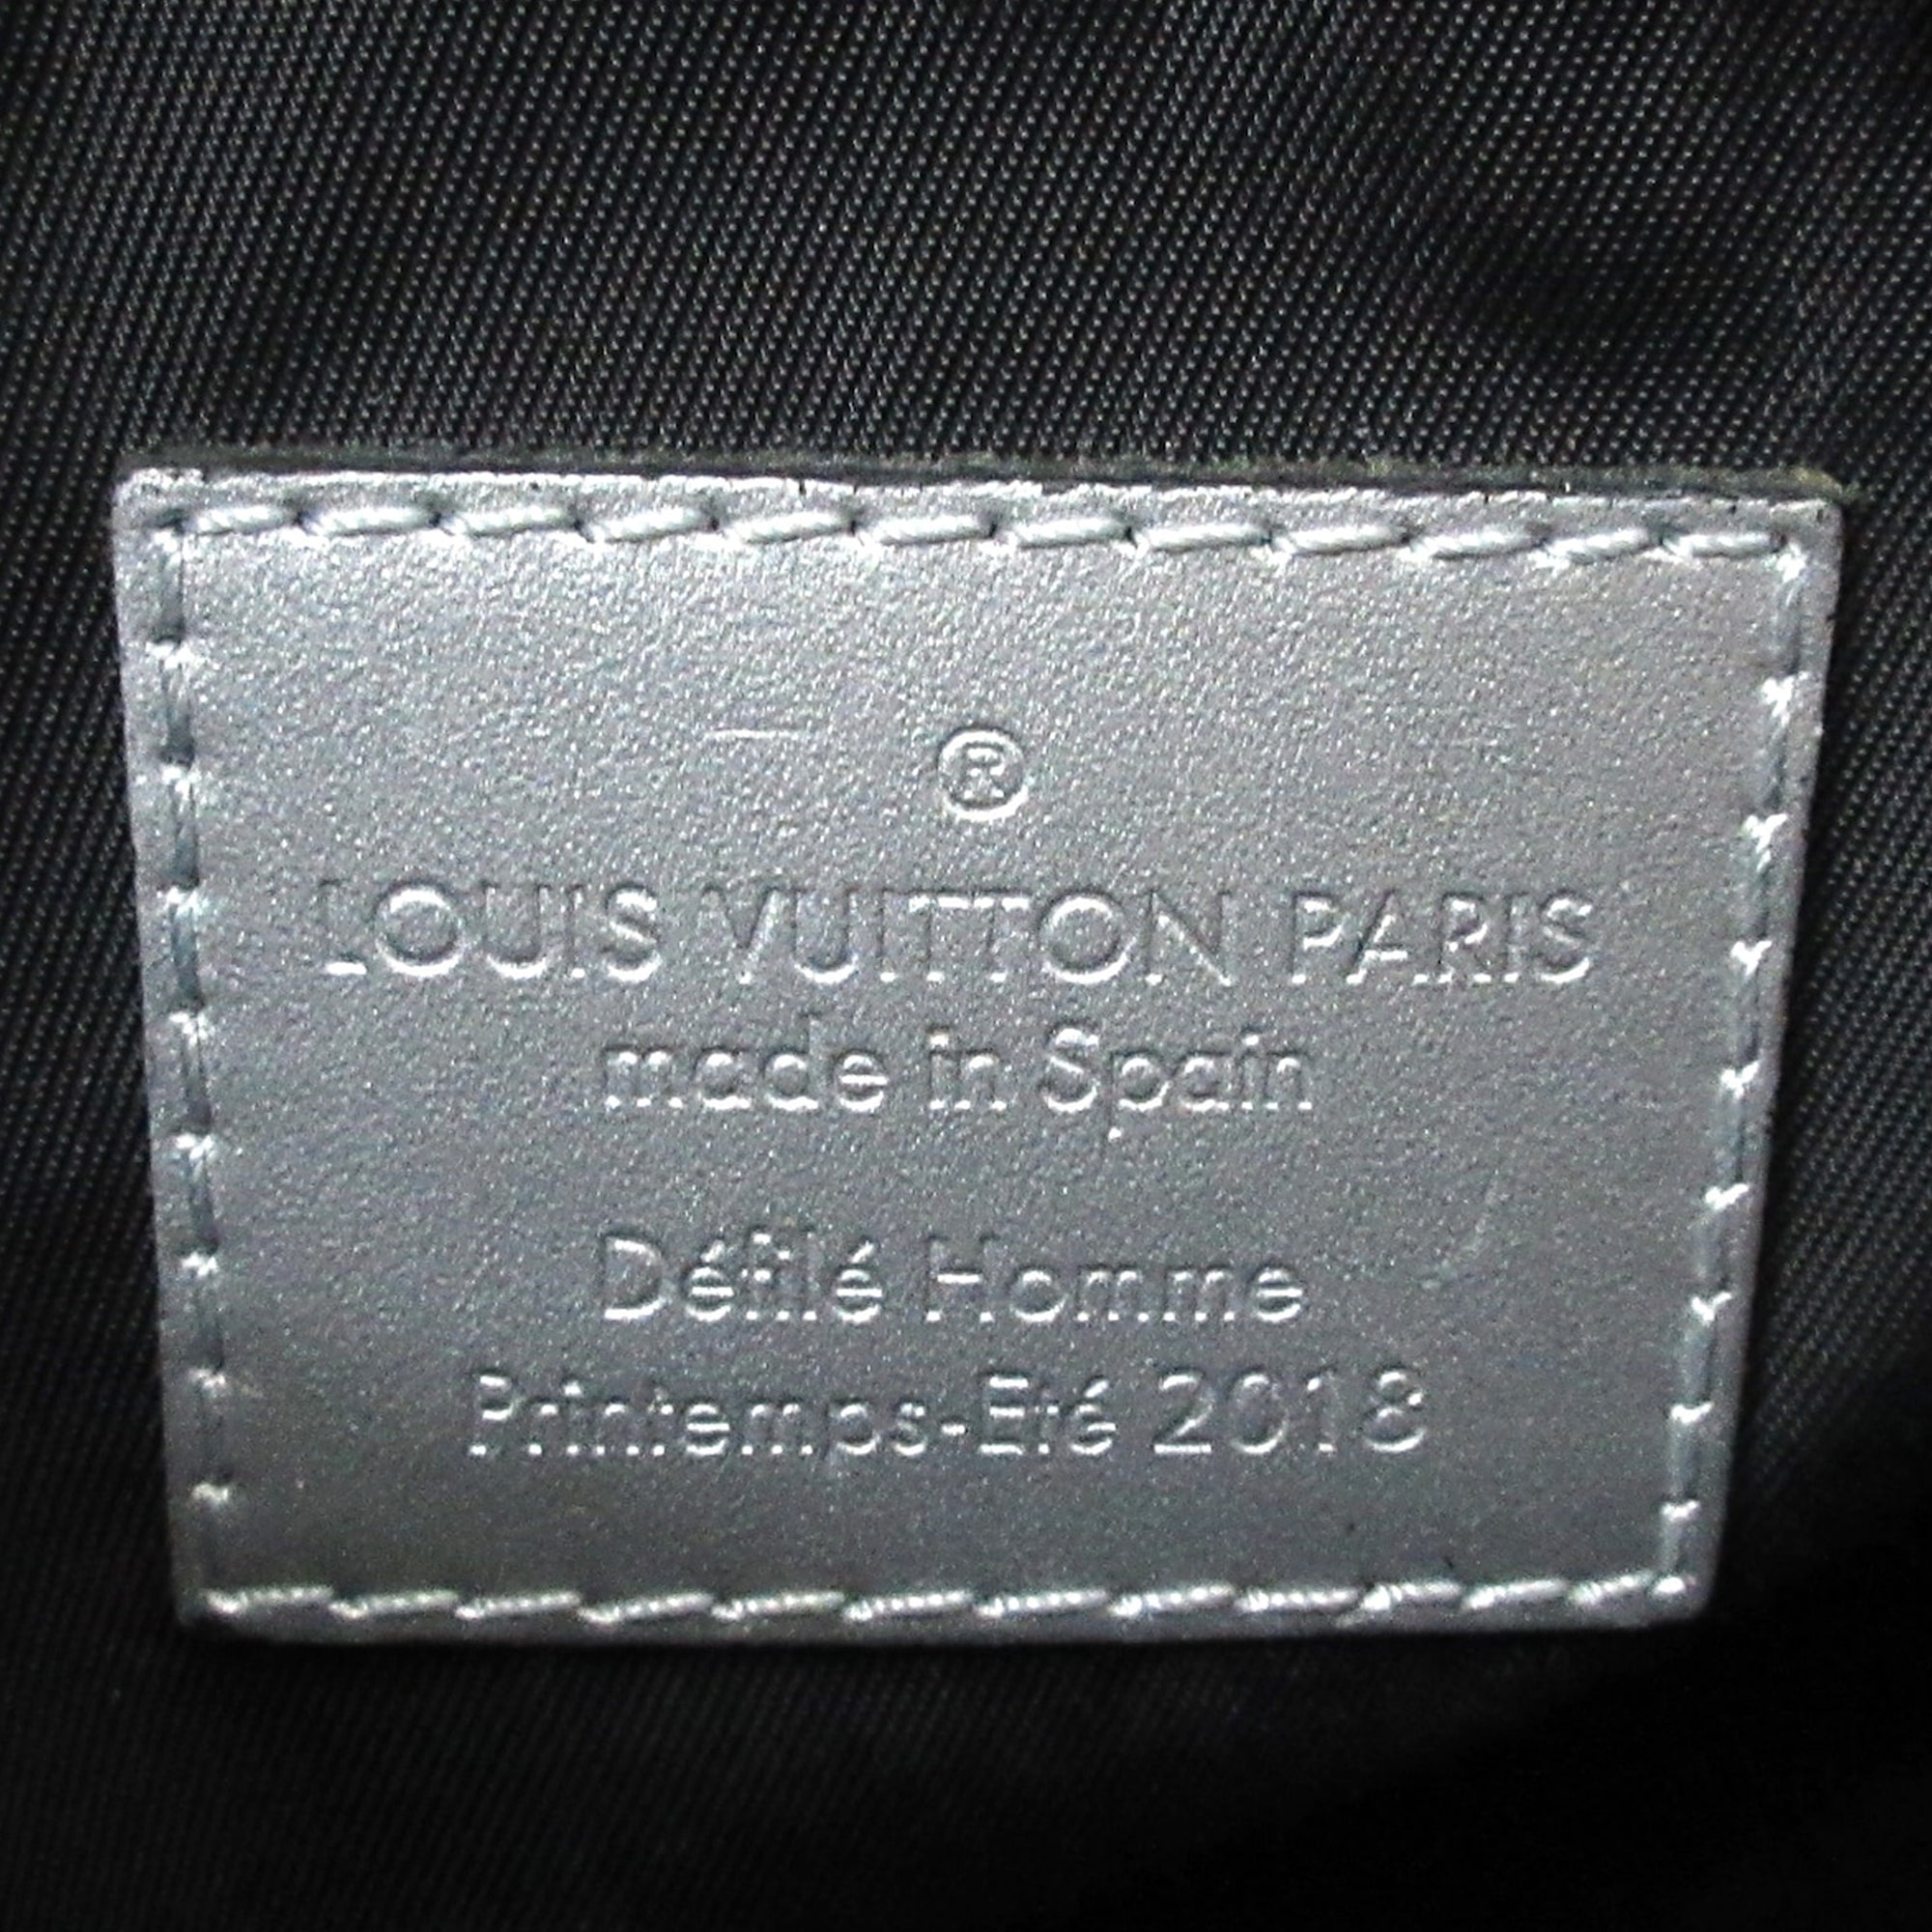 ®
LOUIS VUITTON PARIS
made in Spain
Défilé Homme
Printemps-Eté 2018